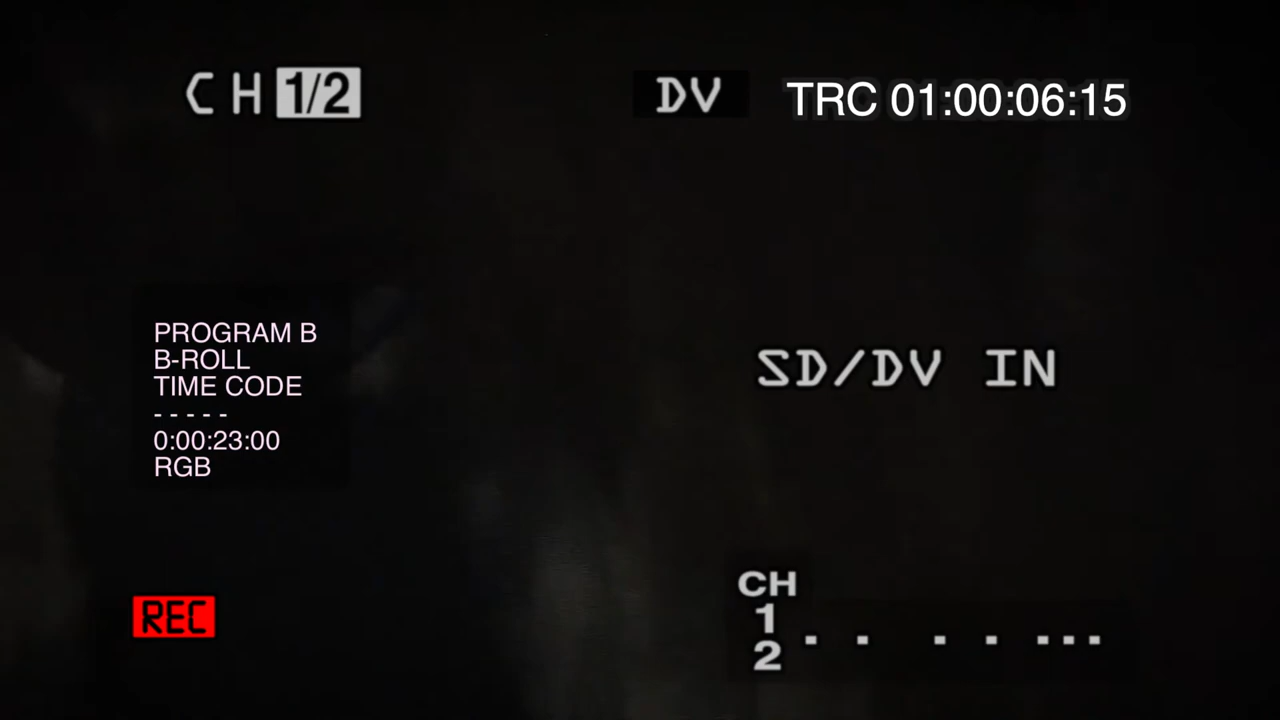 CH 1/2
DV
TRC 01:00:06:15
PROGRAM B
B-ROLL
TIME CODE
- - - - -
0:00:23:00
RGB
SD/DV IN
REC
CH
1
2